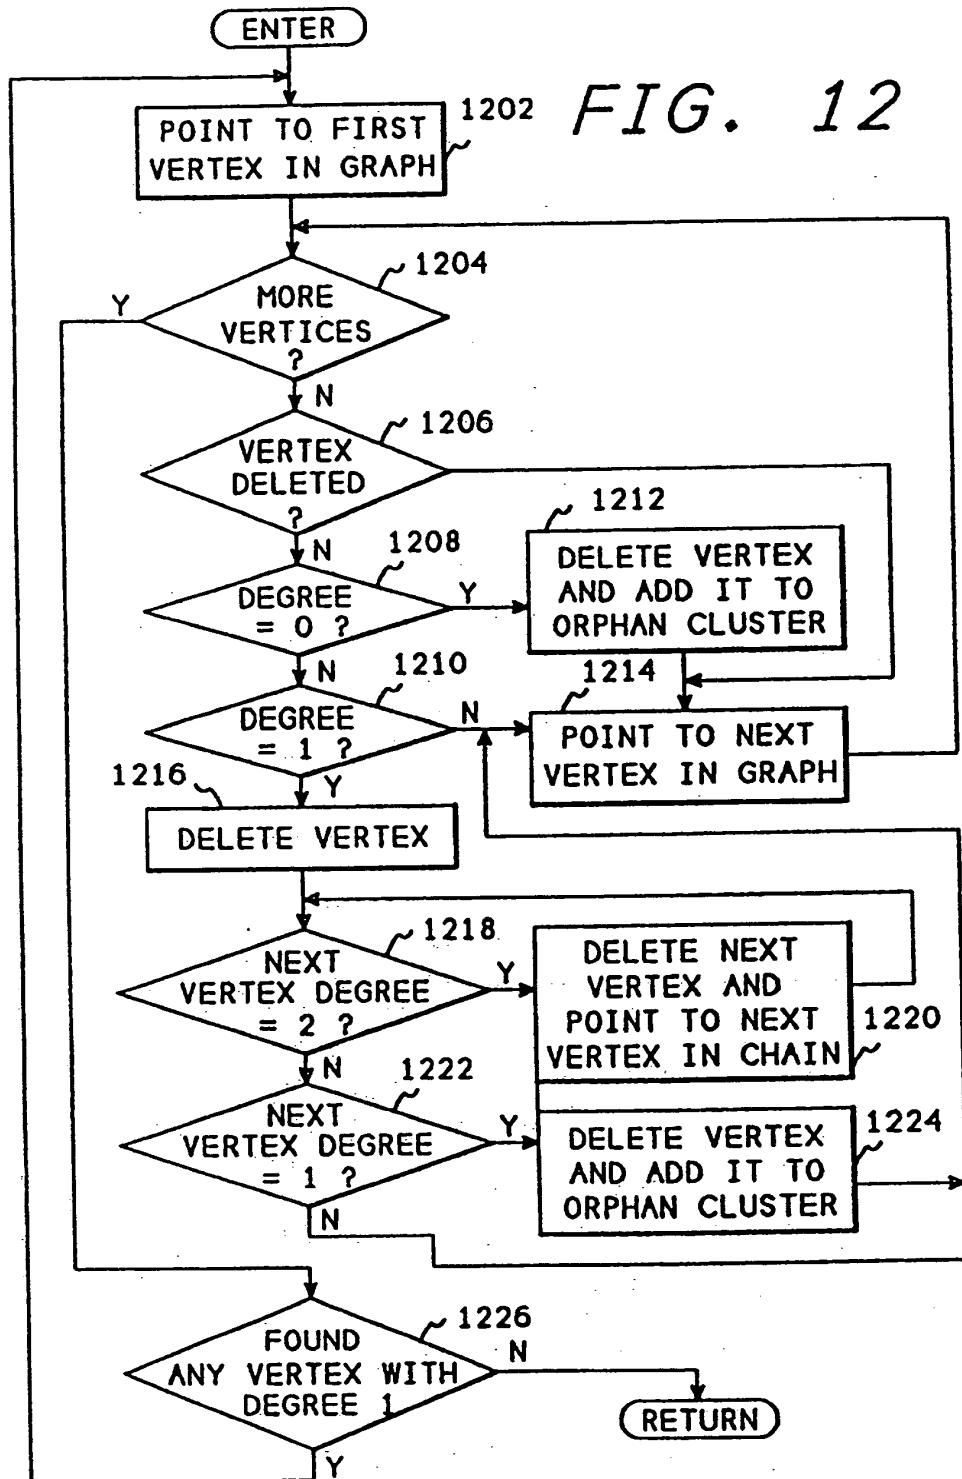 ENTER
FIG. 12
1202
POINT TO FIRST
VERTEX IN GRAPH
1204
Y
MORE
VERTICES
?
N
1206
VERTEX
DELETED
?
N
1208
DEGREE
= 0 ?
Y
1212
DELETE VERTEX
AND ADD IT TO
ORPHAN CLUSTER
N
1210
DEGREE
= 1 ?
N
1214
POINT TO NEXT
VERTEX IN GRAPH
Y
1216
DELETE VERTEX
1218
NEXT
VERTEX DEGREE
= 2 ?
Y
DELETE NEXT
VERTEX AND
POINT TO NEXT
VERTEX IN CHAIN
1220
N
1222
NEXT
VERTEX DEGREE
= 1 ?
Y
DELETE VERTEX
AND ADD IT TO
ORPHAN CLUSTER
1224
N
1226
FOUND
ANY VERTEX WITH
DEGREE 1
N
RETURN
Y